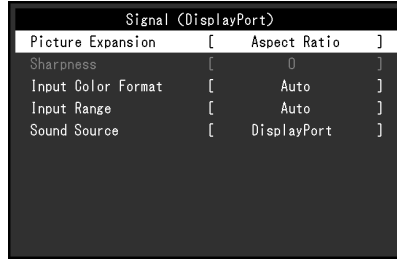 Signal (DisplayPort)
Picture Expansion [ Aspect Ratio ]
Sharpness [ 0 ]
Input Color Format [ Auto ]
Input Range [ Auto ]
Sound Source [ DisplayPort ]